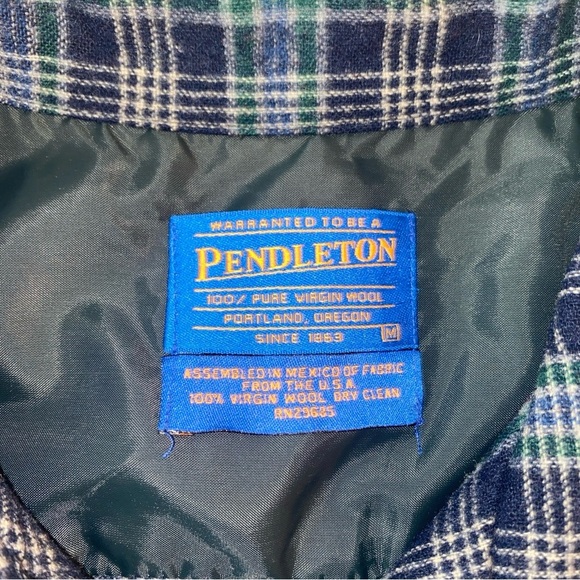 WARRANTED TO BE A
PENDLETON
100% PURE VIRGIN WOOL
PORTLAND, OREGON
SINCE 1863 M
ASSEMBLED IN MEXICO OF FABRIC
FROM THE U.S.A.
100% VIRGIN WOOL DRY CLEAN
RN29685